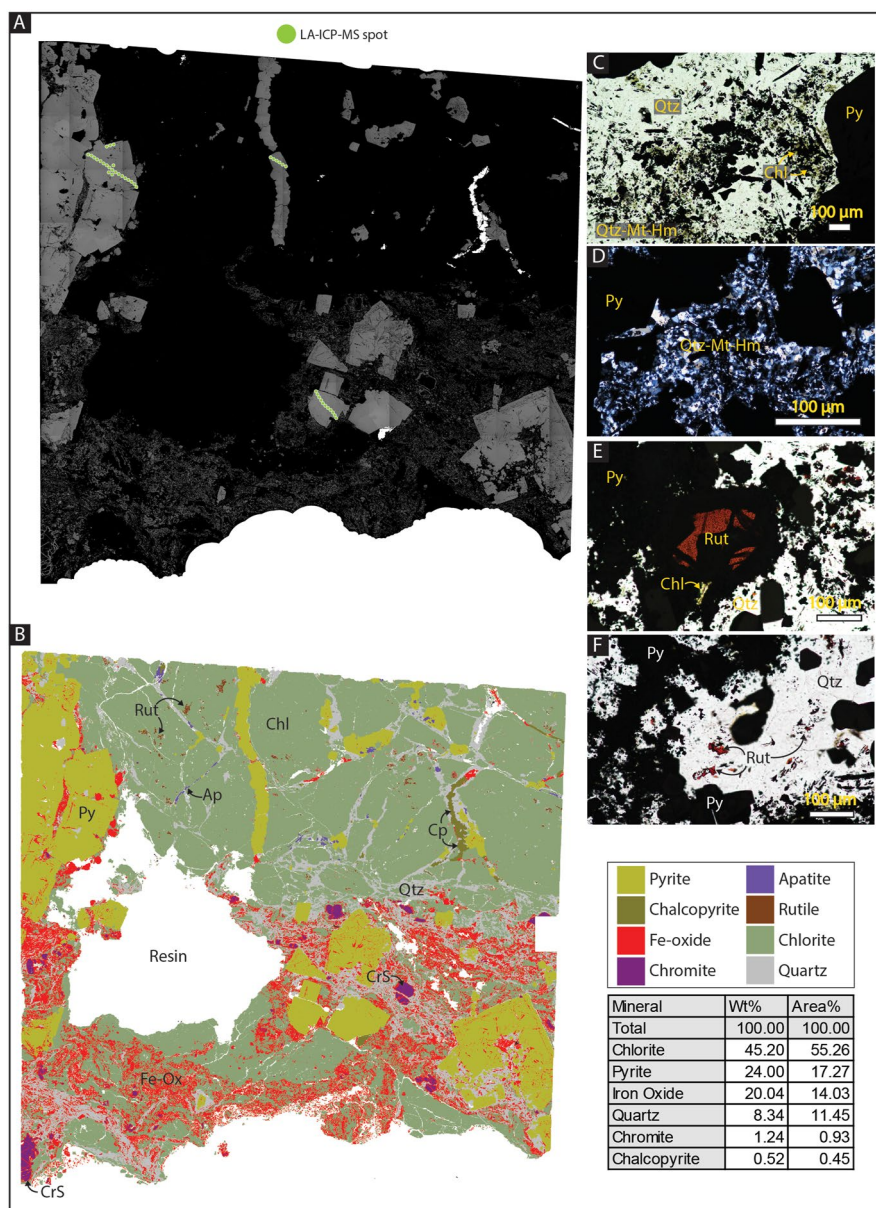 A
LA-ICP-MS spot
C
Qtz
Py
Chl
100 µm
Qtz-Mt-Hm
D
Py
Qtz-Mt-Hm
100 µm
E
Py
Rut
Chl
Qtz
100 µm
F
Py
Qtz
Rut
Py
100 µm
B
Rut
Chl
Ap
Py
Cp
Qtz
Resin
CrS
Fe-Ox
CrS
Pyrite
Apatite
Chalcopyrite
Rutile
Fe-oxide
Chlorite
Chromite
Quartz
Mineral Wt% Area%
Total 100.00 100.00
Chlorite 45.20 55.26
Pyrite 24.00 17.27
Iron Oxide 20.04 14.03
Quartz 8.34 11.45
Chromite 1.24 0.93
Chalcopyrite 0.52 0.45